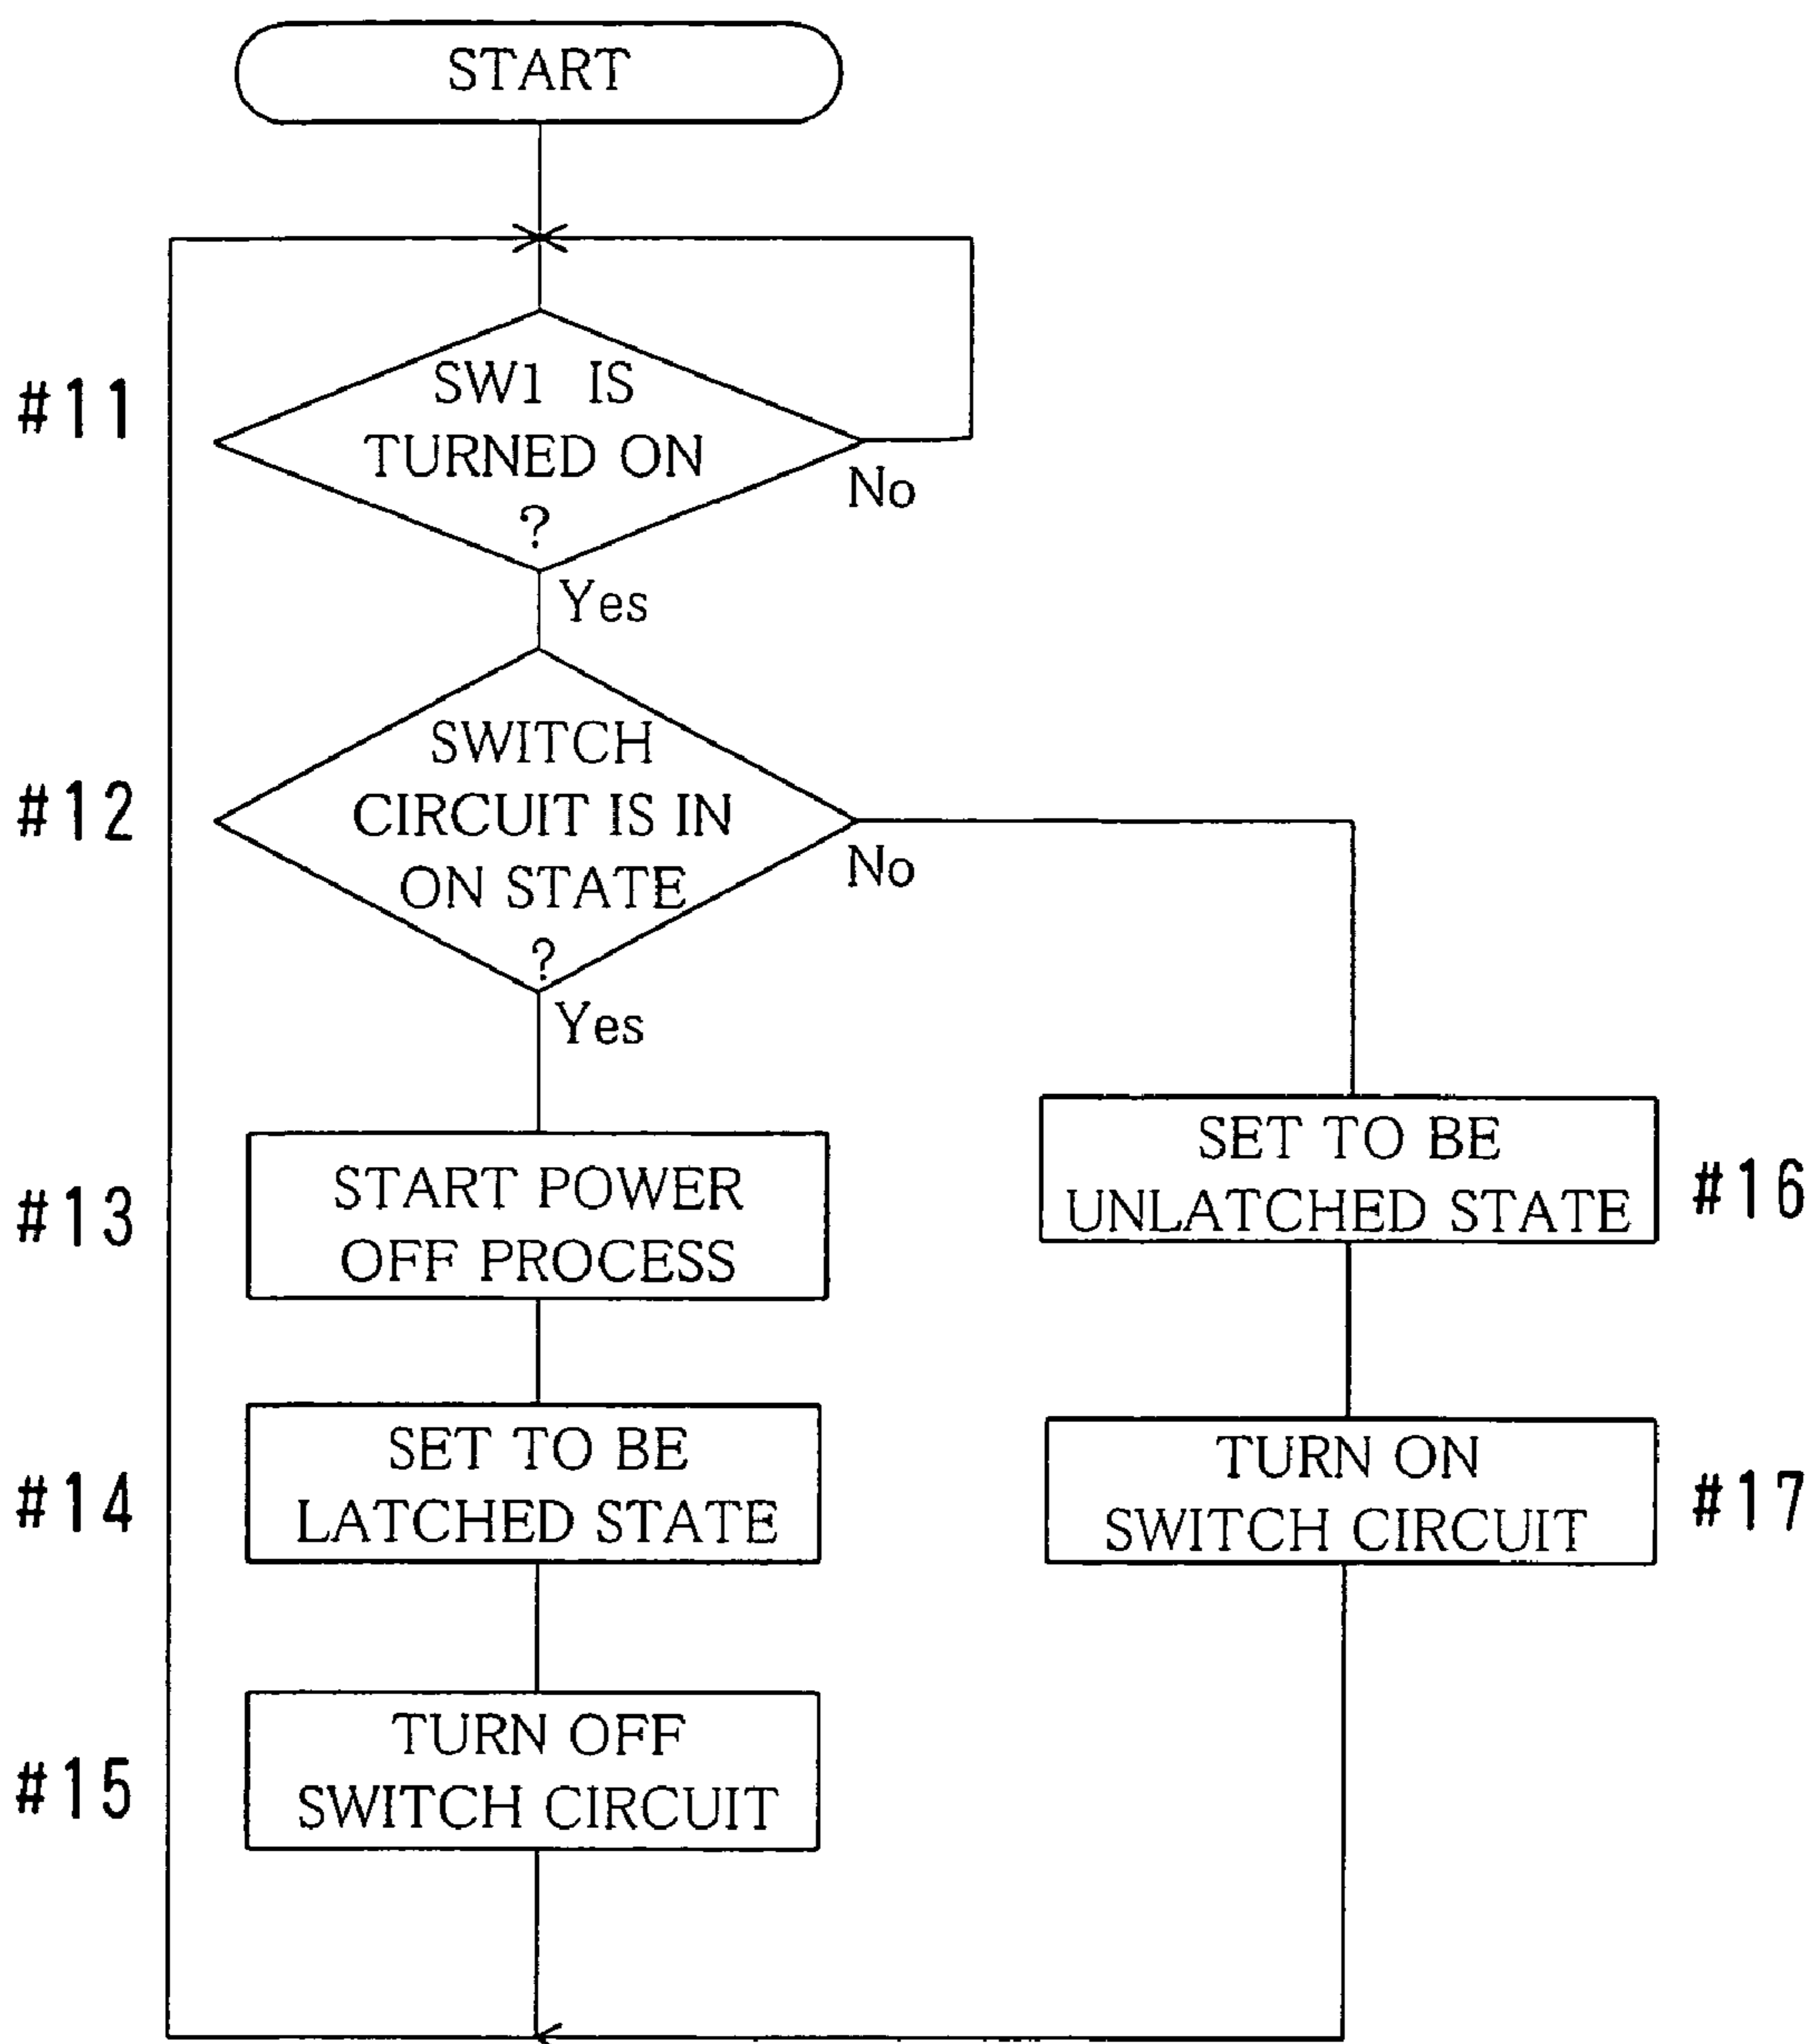 START
#11
SW1 IS
TURNED ON
?
No
Yes
#12
SWITCH
CIRCUIT IS IN
ON STATE
?
No
Yes
#13
START POWER
OFF PROCESS
SET TO BE
UNLATCHED STATE
#16
#14
SET TO BE
LATCHED STATE
TURN ON
SWITCH CIRCUIT
#17
#15
TURN OFF
SWITCH CIRCUIT